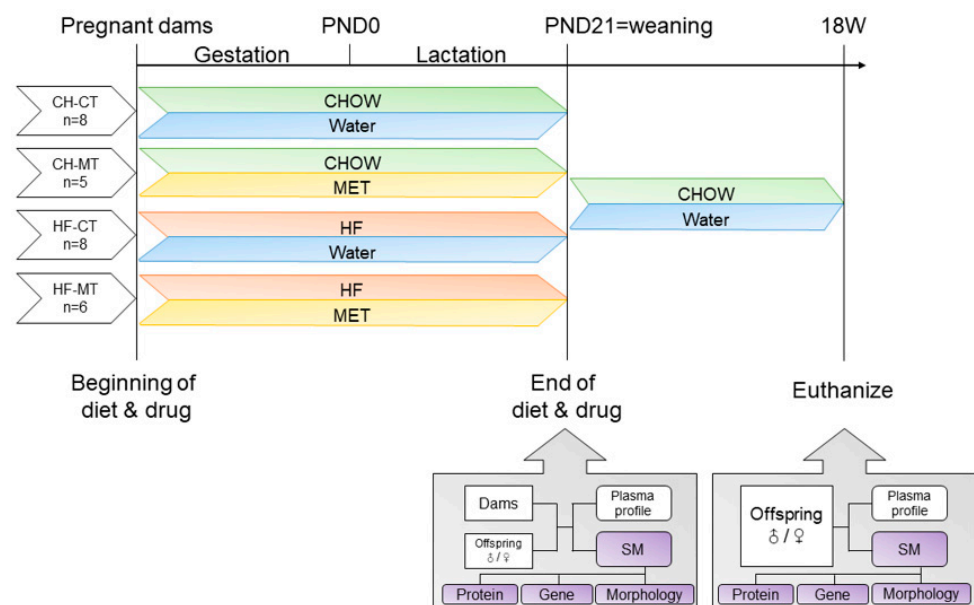 Pregnant dams
PND0
PND21=weaning
18W
Gestation
Lactation
CH-CT
n=8
CHOW
Water
CH-MT
n=5
CHOW
MET
CHOW
Water
HF-CT
n=8
HF
Water
HF-MT
n=6
HF
MET
Beginning of
diet & drug
End of
diet & drug
Euthanize
Dams
Offspring
♂/♀
Plasma
profile
SM
Protein
Gene
Morphology
Offspring
♂/♀
Plasma
profile
SM
Protein
Gene
Morphology